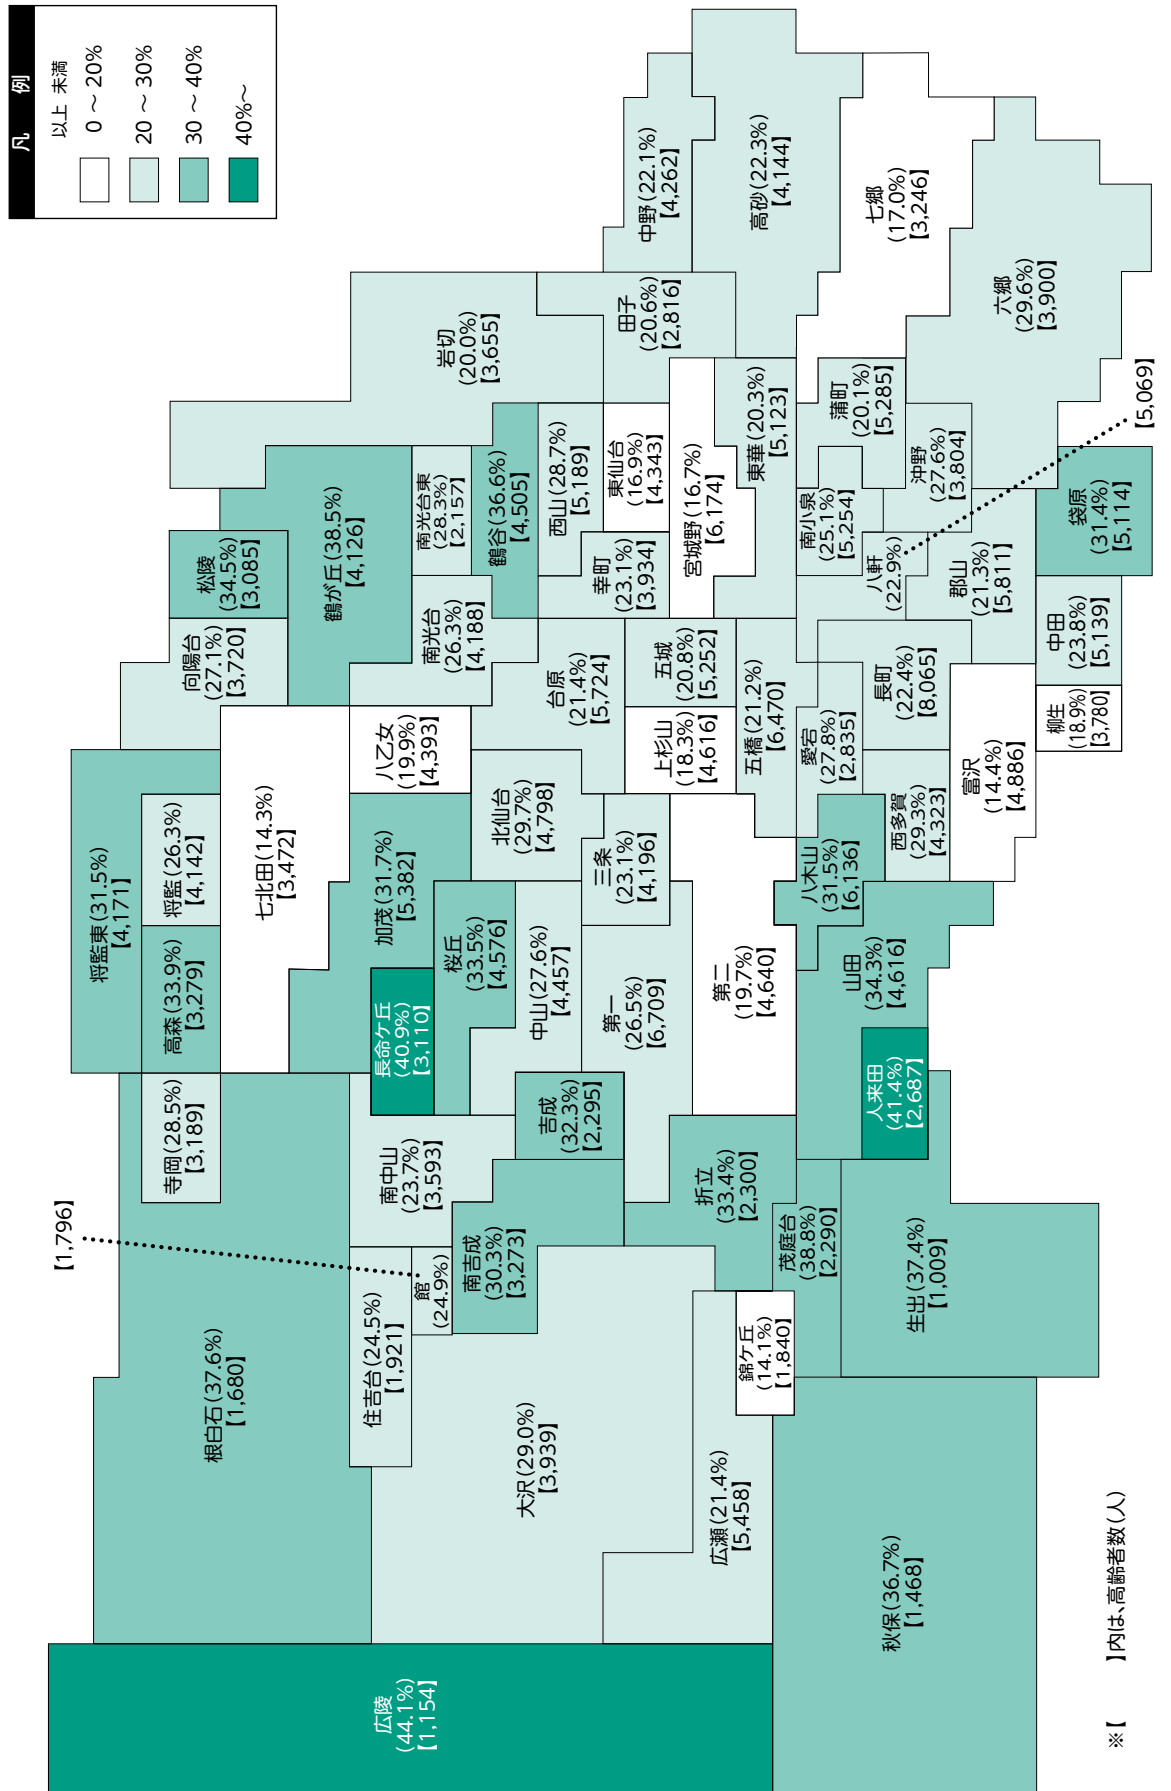 凡 例
以上 未満
0 ～ 20%
20 ～ 30%
30 ～ 40%
40%～
広陵
(44.1%)
【1,154】
根白石(37.6%)
【1,680】
秋保(36.7%)
【1,468】
大沢(29.0%)
【3,939】
広瀬(21.4%)
【5,458】
住吉台(24.5%)
【1,921】
館
(24.9%)
【1,796】
錦ケ丘
(14.1%)
【1,840】
生出(37.4%)
【1,009】
茂庭台
(38.8%)
【2,290】
南吉成
(30.3%)
【3,273】
南中山
(23.7%)
【3,593】
寺岡(28.5%)
【3,189】
折立
(33.4%)
【2,300】
吉成
(32.3%)
【2,295】
人来田
(41.4%)
【2,687】
長命ケ丘
(40.9%)
【3,110】
高森(33.9%)
【3,279】
将監東(31.5%)
【4,171】
将監(26.3%)
【4,142】
七北田(14.3%)
【3,472】
加茂(31.7%)
【5,382】
桜丘
(33.5%)
【4,576】
中山(27.6%)
【4,457】
第一
(26.5%)
【6,709】
第二
(19.7%)
【4,640】
山田
(34.3%)
【4,616】
八木山
(31.5%)
【6,136】
三条
(23.1%)
【4,196】
北仙台
(29.7%)
【4,798】
八乙女
(19.9%)
【4,393】
上杉山
(18.3%)
【4,616】
五橋(21.2%)
【6,470】
愛宕
(27.8%)
【2,835】
西多賀
(29.3%)
【4,323】
富沢
(14.4%)
【4,886】
柳生
(18.9%)
【3,780】
向陽台
(27.1%)
【3,720】
南光台
(26.3%)
【4,188】
台原
(21.4%)
【5,724】
五城
(20.8%)
【5,252】
長町
(22.4%)
【8,065】
中田
(23.8%)
【5,139】
松陵
(34.5%)
【3,085】
鶴が丘(38.5%)
【4,126】
南光台東
(28.3%)
【2,157】
鶴谷(36.6%)
【4,505】
西山(28.7%)
【5,189】
幸町
(23.1%)
【3,934】
東仙台
(16.9%)
【4,343】
宮城野(16.7%)
【6,174】
南小泉
(25.1%)
【5,254】
八軒
(22.9%)
【5,069】
郡山
(21.3%)
【5,811】
袋原
(31.4%)
【5,114】
岩切
(20.0%)
【3,655】
田子
(20.6%)
【2,816】
東華(20.3%)
【5,123】
蒲町
(20.1%)
【5,285】
沖野
(27.6%)
【3,804】
中野(22.1%)
【4,262】
高砂(22.3%)
【4,144】
七郷
(17.0%)
【3,246】
六郷
(29.6%)
【3,900】
※【　　】内は、高齢者数(人)